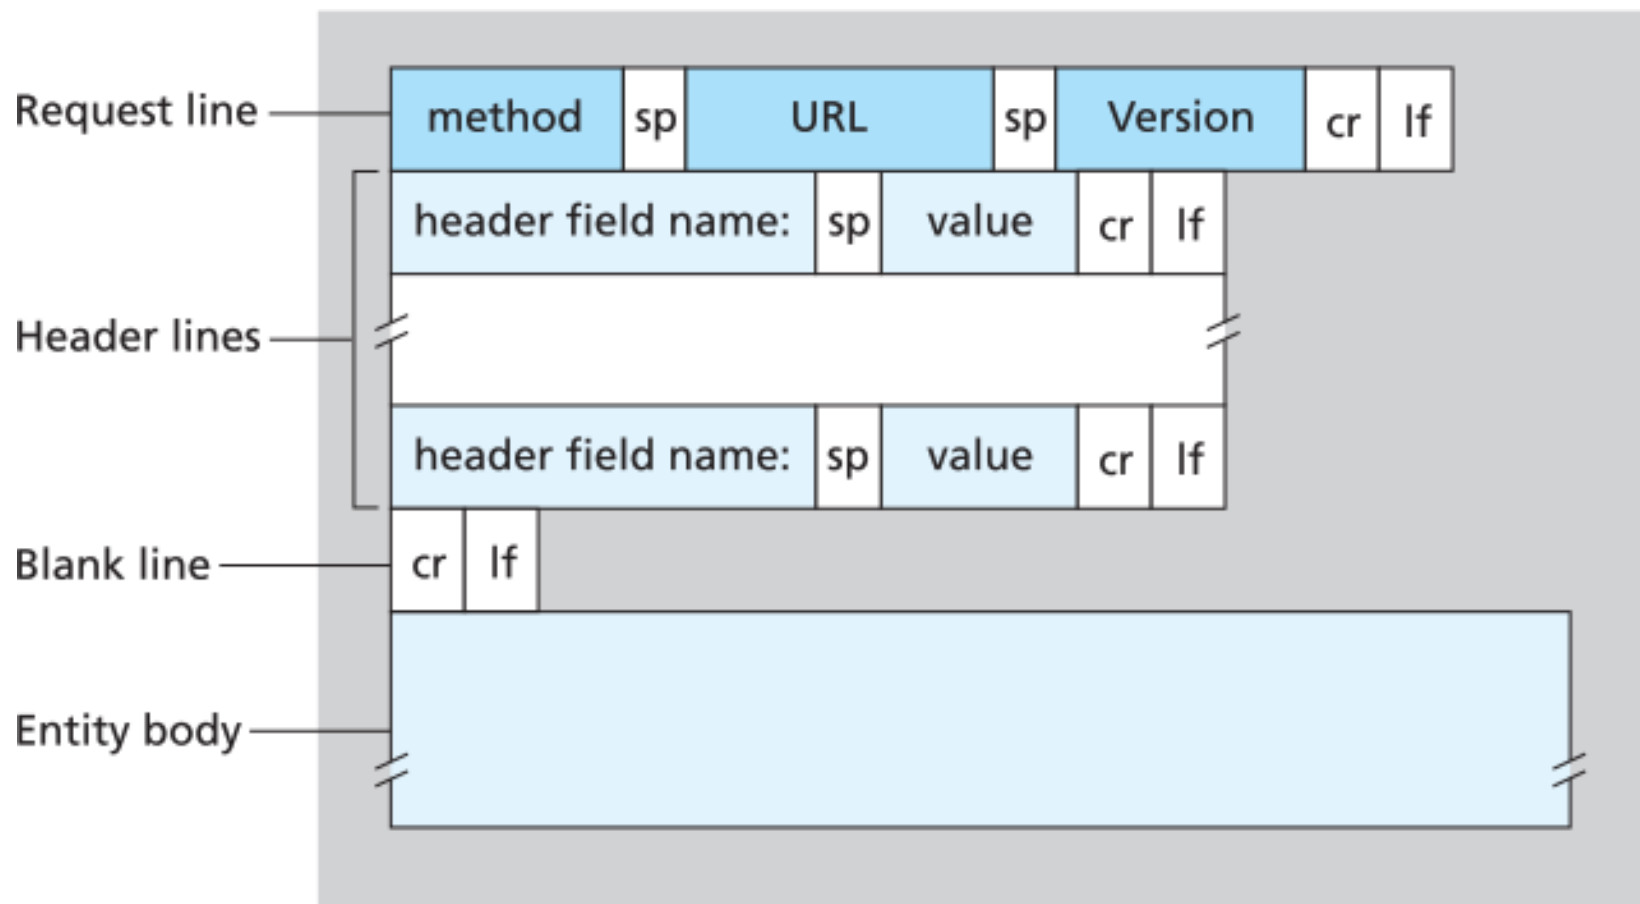 Request line method sp URL sp Version cr lf
header field name: sp value cr lf
Header lines
header field name: sp value cr lf
Blank line cr lf
Entity body